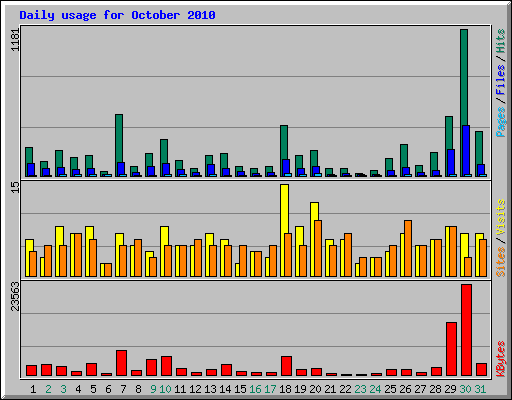 Daily usage for October 2010
1181
Pages / Files / Hits
15
Sites / Visits
23563
KBytes
1 2 3 4 5 6 7 8 9 10 11 12 13 14 15 16 17 18 19 20 21 22 23 24 25 26 27 28 29 30 31